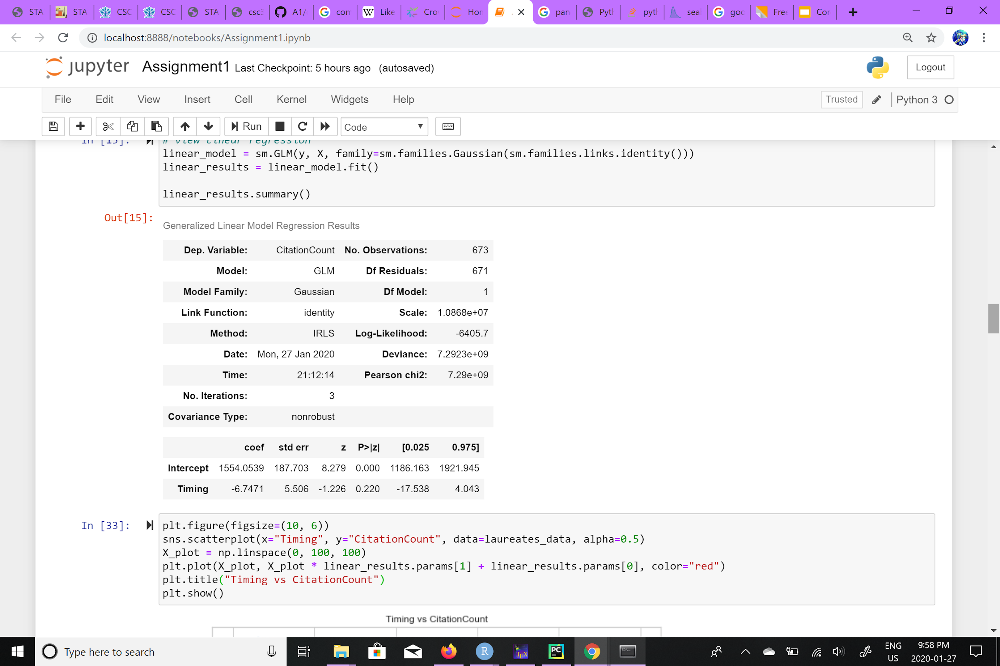 STA
STA
CSC
CSC
STA
csc3
A1/
com
Like
Cro
Hor
pan
Pyth
pyth
sea
goo
Free
Cor
localhost:8888/notebooks/Assignment1.ipynb
jupyter Assignment1 Last Checkpoint: 5 hours ago (autosaved)
Logout
File Edit View Insert Cell Kernel Widgets Help
Trusted Python 3
Run Code
In [15]: # view linear regression
linear_model = sm.GLM(y, X, family=sm.families.Gaussian(sm.families.links.identity()))
linear_results = linear_model.fit()
linear_results.summary()
Out[15]:
Generalized Linear Model Regression Results
Dep. Variable: CitationCount No. Observations: 673
Model: GLM Df Residuals: 671
Model Family: Gaussian Df Model: 1
Link Function: identity Scale: 1.0868e+07
Method: IRLS Log-Likelihood: -6405.7
Date: Mon, 27 Jan 2020 Deviance: 7.2923e+09
Time: 21:12:14 Pearson chi2: 7.29e+09
No. Iterations: 3
Covariance Type: nonrobust
coef std err z P>|z| [0.025 0.975]
Intercept 1554.0539 187.703 8.279 0.000 1186.163 1921.945
Timing -6.7471 5.506 -1.226 0.220 -17.538 4.043
In [33]: plt.figure(figsize=(10, 6))
sns.scatterplot(x="Timing", y="CitationCount", data=laureates_data, alpha=0.5)
X_plot = np.linspace(0, 100, 100)
plt.plot(X_plot, X_plot * linear_results.params[1] + linear_results.params[0], color="red")
plt.title("Timing vs CitationCount")
plt.show()
Timing vs CitationCount
Type here to search
ENG
US
9:58 PM
2020-01-27